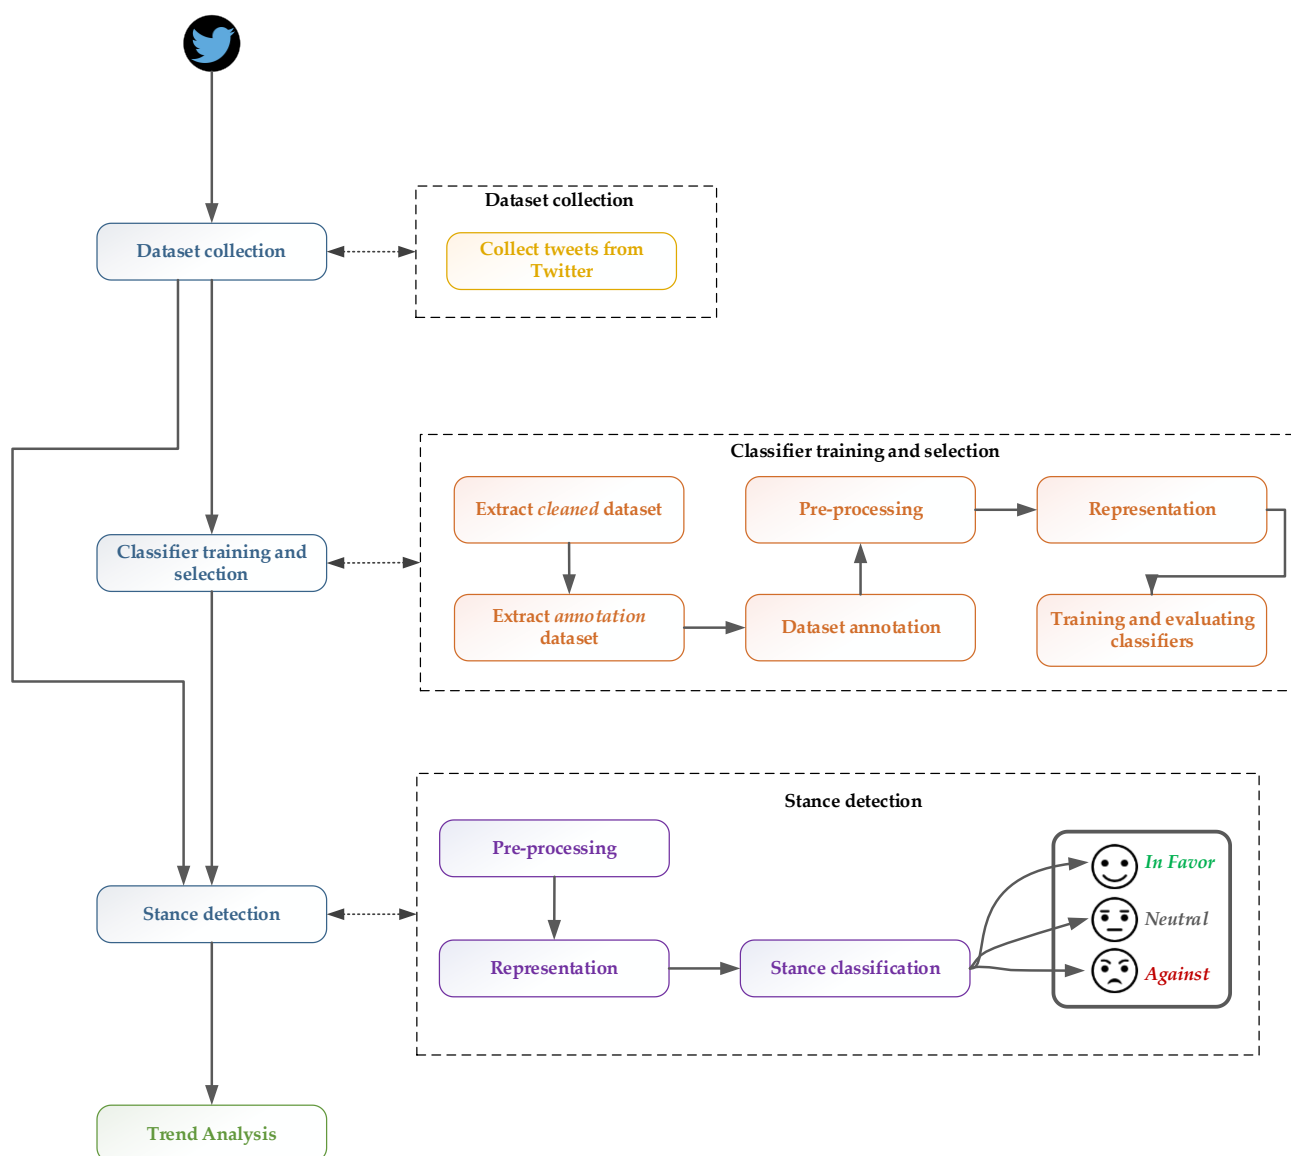 Dataset collection
Dataset collection
Collect tweets from
Twitter
Classifier training and
selection
Classifier training and selection
Extract cleaned dataset
Pre-processing
Representation
Extract annotation
dataset
Dataset annotation
Training and evaluating
classifiers
Stance detection
Stance detection
Pre-processing
Representation
Stance classification
In Favor
Neutral
Against
Trend Analysis